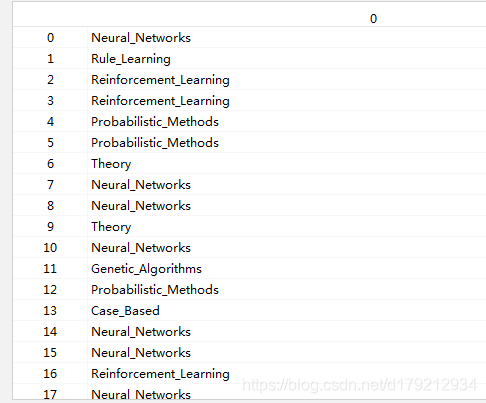 0
0 Neural_Networks
1 Rule_Learning
2 Reinforcement_Learning
3 Reinforcement_Learning
4 Probabilistic_Methods
5 Probabilistic_Methods
6 Theory
7 Neural_Networks
8 Neural_Networks
9 Theory
10 Neural_Networks
11 Genetic_Algorithms
12 Probabilistic_Methods
13 Case_Based
14 Neural_Networks
15 Neural_Networks
16 Reinforcement_Learning
https://blog.csdn.net/d179212934
17 Neural_Networks